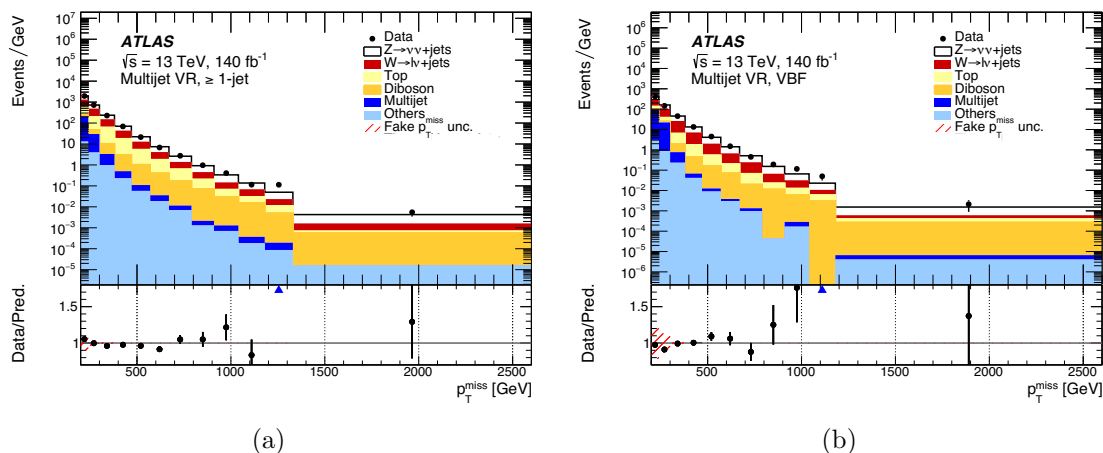 ATLAS
√s = 13 TeV, 140 fb⁻¹
Multijet VR, ≥ 1-jet
Data
Z→νν+jets
W→lν+jets
Top
Diboson
Multijet
Others
Fake p_T^miss unc.
Events/GeV
10⁷
10⁶
10⁵
10⁴
10³
10²
10
1
10⁻¹
10⁻²
10⁻³
10⁻⁴
10⁻⁵
Data/Pred.
1.5
1
500 1000 1500 2000 2500
p_T^miss [GeV]
(a)
ATLAS
√s = 13 TeV, 140 fb⁻¹
Multijet VR, VBF
Data
Z→νν+jets
W→lν+jets
Top
Diboson
Multijet
Others
Fake p_T^miss unc.
Events/GeV
10⁶
10⁵
10⁴
10³
10²
10
1
10⁻¹
10⁻²
10⁻³
10⁻⁴
10⁻⁵
10⁻⁶
Data/Pred.
1.5
1
500 1000 1500 2000 2500
p_T^miss [GeV]
(b)